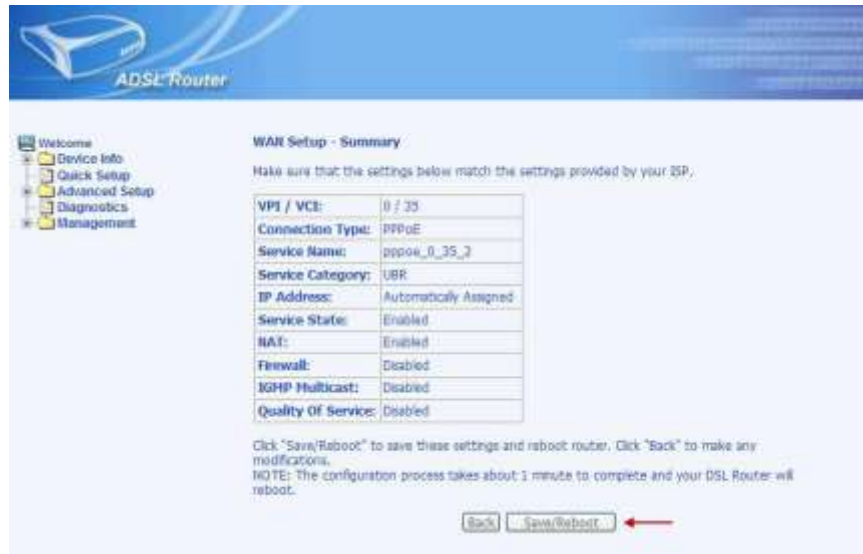 ADSL Router
Welcome
Device Info
Quick Setup
Advanced Setup
Diagnostics
Management
WAN Setup - Summary
Make sure that the settings below match the settings provided by your ISP.
VPI / VCI: 0 / 35
Connection Type: PPPoE
Service Name: pppoe_0_35_2
Service Category: UBR
IP Address: Automatically Assigned
Service State: Enabled
NAT: Enabled
Firewall: Disabled
IGMP Multicast: Disabled
Quality Of Service: Disabled
Click "Save/Reboot" to save these settings and reboot router. Click "Back" to make any
modifications.
NOTE: The configuration process takes about 1 minute to complete and your DSL Router will
reboot.
Back Save/Reboot